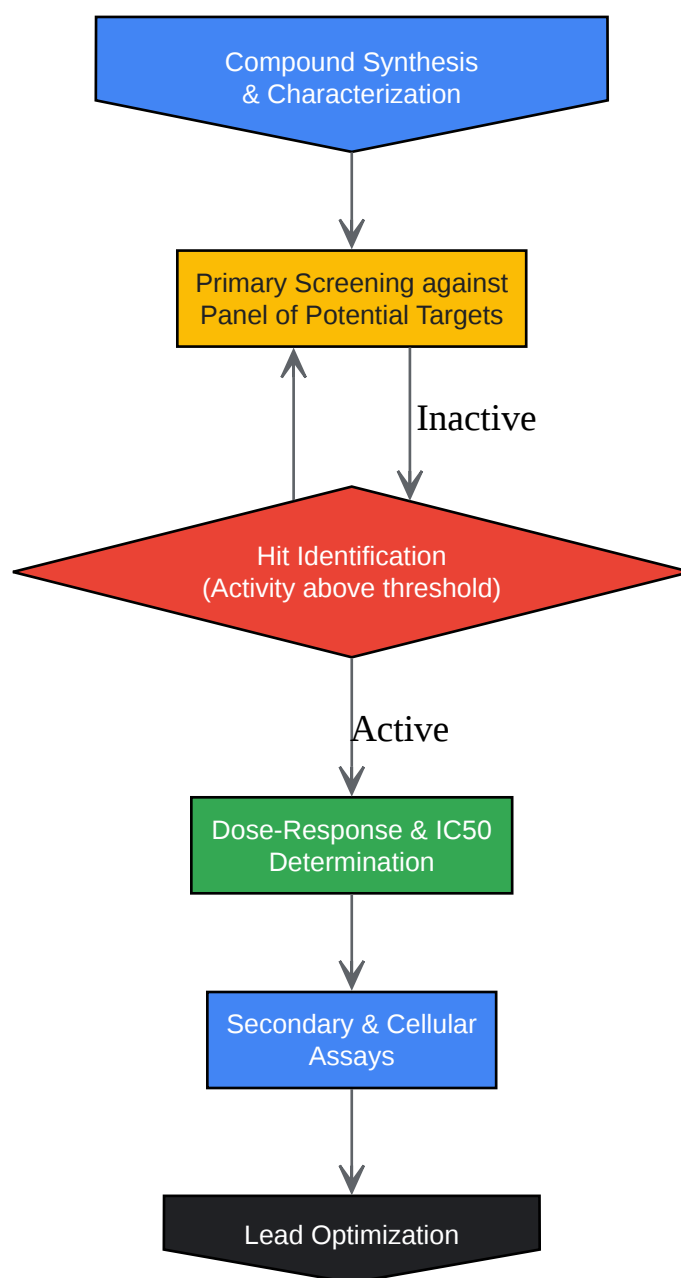 Compound Synthesis
& Characterization
Primary Screening against
Panel of Potential Targets
Inactive
Hit Identification
(Activity above threshold)
Active
Dose-Response & IC50
Determination
Secondary & Cellular
Assays
Lead Optimization